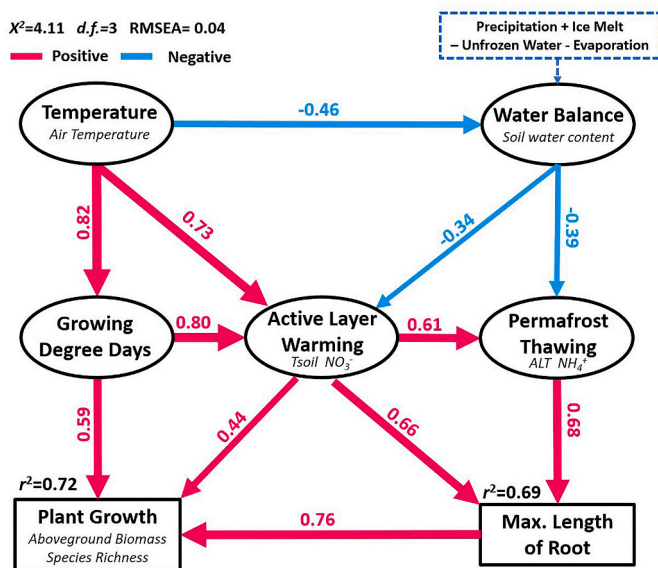 X²=4.11 d.f.=3 RMSEA= 0.04
Positive Negative
Precipitation + Ice Melt
– Unfrozen Water - Evaporation
Temperature
Air Temperature
-0.46
Water Balance
Soil water content
0.82
0.73
-0.34
-0.39
Growing
Degree Days
0.80
Active Layer
Warming
Tsoil NO₃⁻
0.61
Permafrost
Thawing
ALT NH₄⁺
0.59
0.44
0.66
0.68
r²=0.72
Plant Growth
Aboveground Biomass
Species Richness
0.76
r²=0.69
Max. Length
of Root